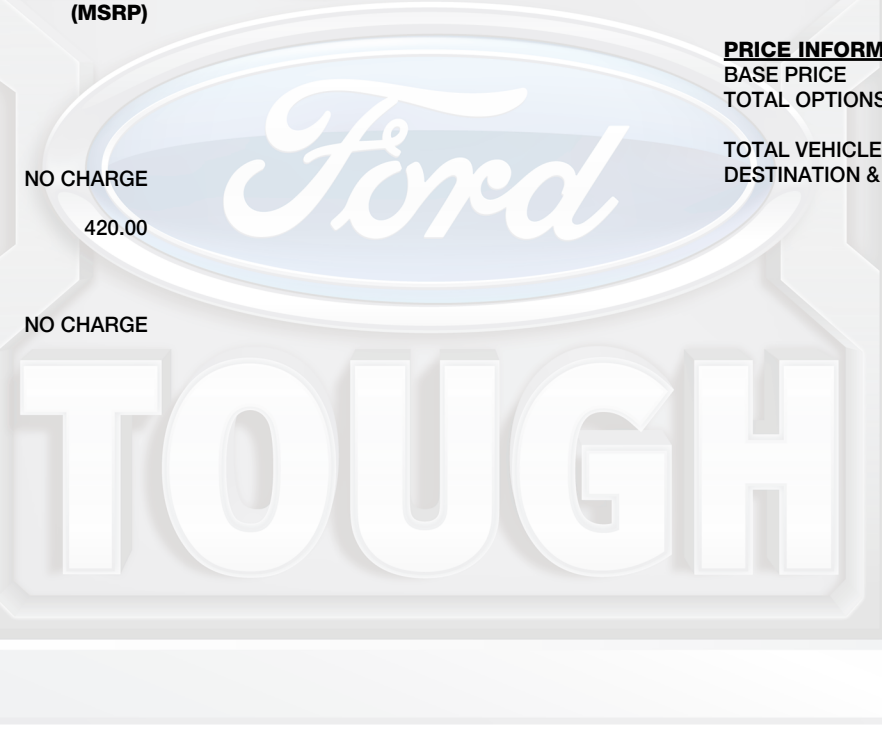 (MSRP)
NO CHARGE
420.00
NO CHARGE
PRICE INFORM
BASE PRICE
TOTAL OPTIONS
TOTAL VEHICLE
DESTINATION &
Ford
TOUGH